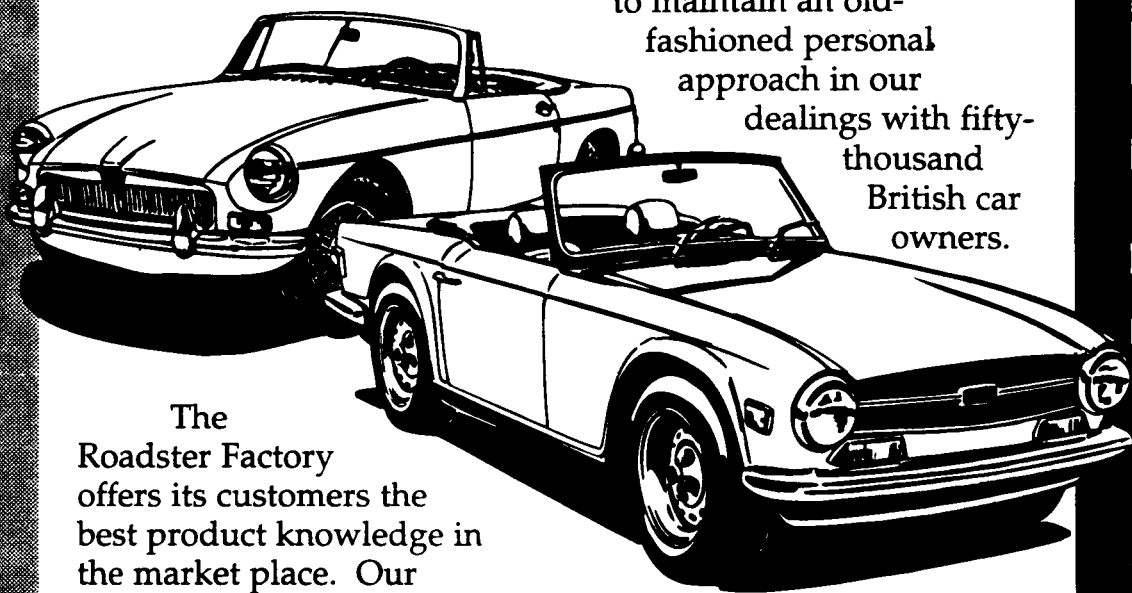 to maintain an old-
fashioned personal
approach in our
dealings with fifty-
thousand
British car
owners.
The
Roadster Factory
offers its customers the
best product knowledge in
the market place. Our